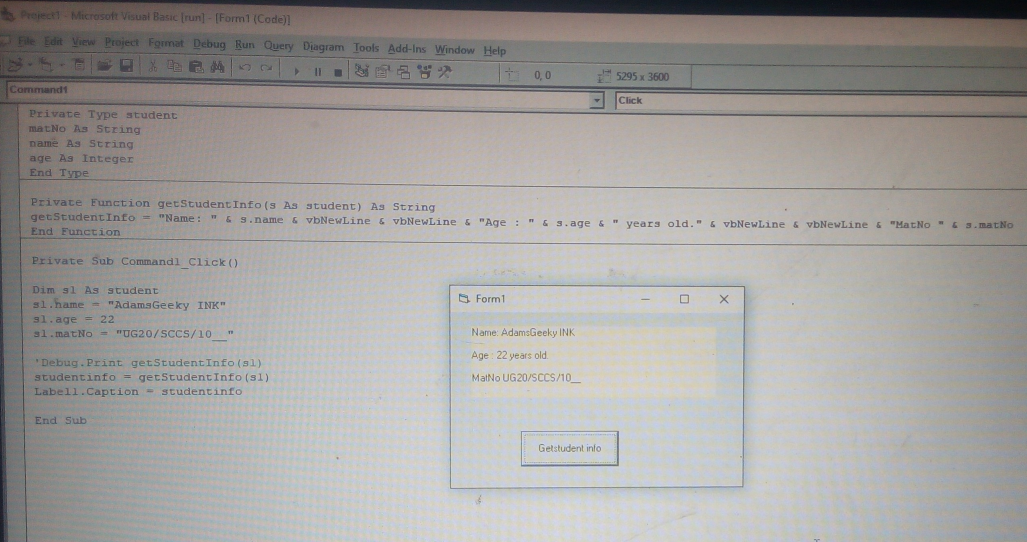 Project1 - Microsoft Visual Basic [run] - [Form1 (Code)]
File Edit View Project Format Debug Run Query Diagram Tools Add-Ins Window Help
0, 0 5295 x 3600
Command1 Click
Private Type student
matNo As String
name As String
age As Integer
End Type
Private Function getStudentInfo(s As student) As String
getStudentInfo = "Name: " & s.name & vbNewLine & vbNewLine & "Age : " & s.age & " years old." & vbNewLine & vbNewLine & "MatNo " & s.matNo
End Function
Private Sub Command1_Click()
Dim s1 As student
s1.name = "AdamsGeeky INK"
s1.age = 22
s1.matNo = "UG20/SCCS/10__"
'Debug.Print getStudentInfo(s1)
studentinfo = getStudentInfo(s1)
Label1.Caption = studentinfo
End Sub
Form1
Name: AdamsGeeky INK
Age : 22 years old.
MatNo UG20/SCCS/10__
Getstudent info